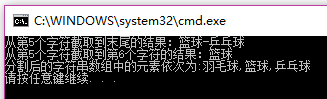 C:\WINDOWS\system32\cmd.exe
从第5个字符截取到末尾的结果：篮球-乒乓球
从第5个字符截取到第6个的结果：篮球
分割后的字符串数组中的元素依次为:羽毛球,篮球,乒乓球
请按任意键继续. . .